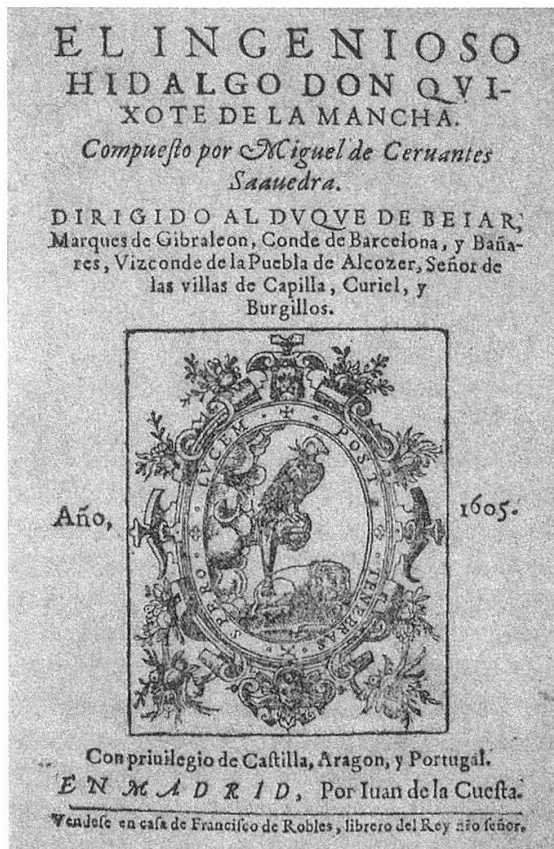 EL INGENIOSO
HIDALGO DON QVI-
XOTE DE LA MANCHA.
Compueſto por Miguel de Ceruantes
Saauedra.
DIRIGIDO AL DVQVE DE BEIAR,
Marques de Gibraleon, Conde de Barcelona, y Baña-
res, Vizconde de la Puebla de Alcozer, Señor de
las villas de Capilla, Curiel, y
Burgillos.
SPERO LVCEM POST TENEBRAS
Año, 1605.
Con priuilegio de Caſtilla, Aragon, y Portugal.
EN MADRID, Por Iuan de la Cueſta.
Vendeſe en caſa de Franciſco de Robles, librero del Rey nro ſeñor.